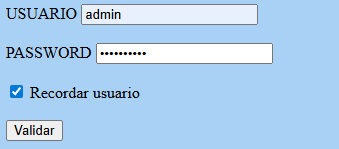 USUARIO admin
PASSWORD ••••••••••
Recordar usuario
Validar